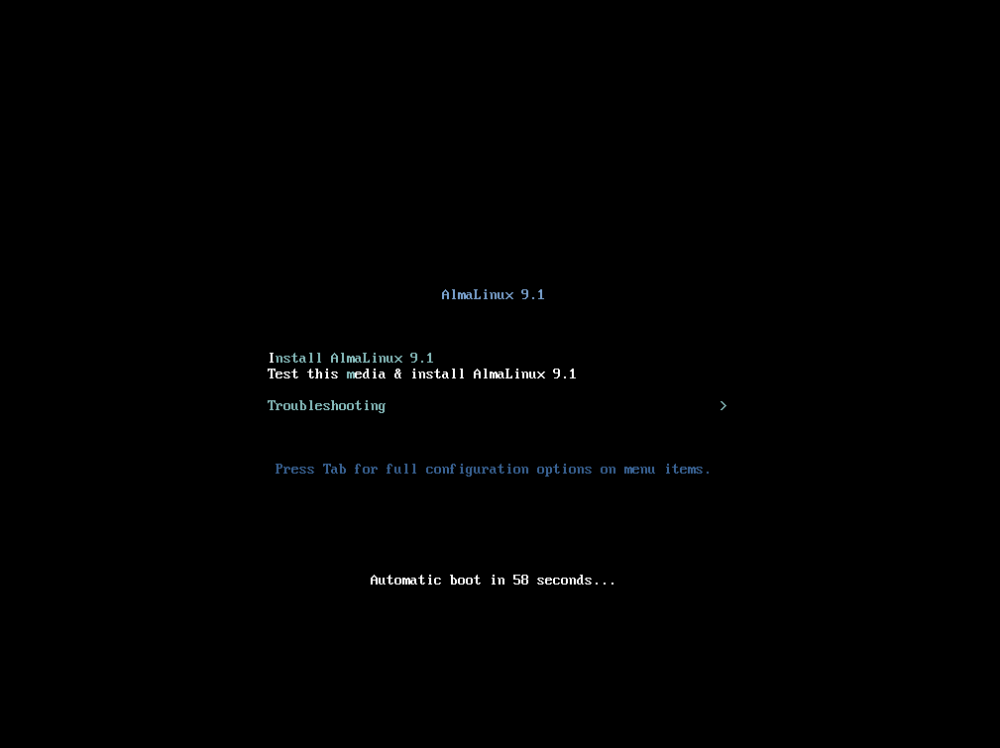 AlmaLinux 9.1
Install AlmaLinux 9.1
Test this media & install AlmaLinux 9.1
Troubleshooting >
Press Tab for full configuration options on menu items.
Automatic boot in 58 seconds...